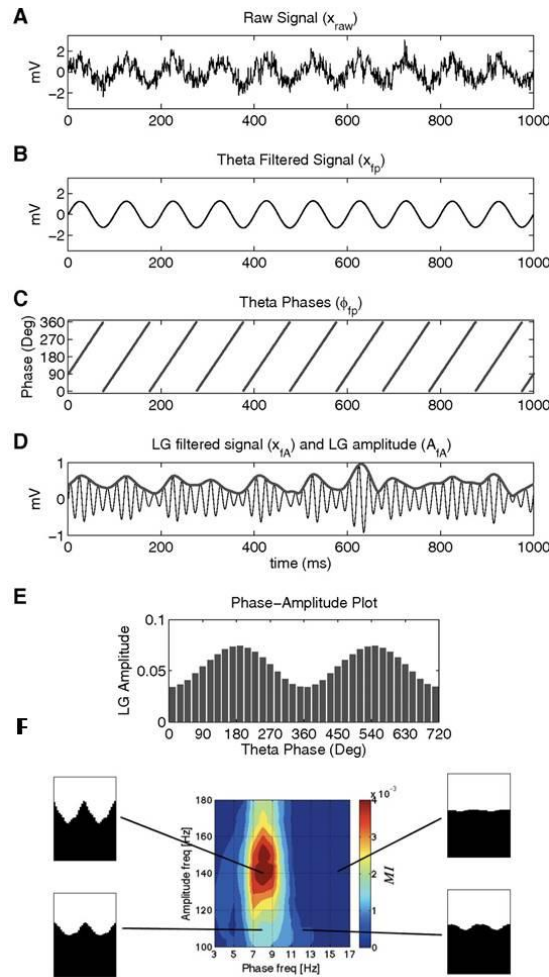 A
Raw Signal (x_raw)
mV
2
0
-2
0 200 400 600 800 1000
B
Theta Filtered Signal (x_fp)
mV
2
0
-2
0 200 400 600 800 1000
C
Theta Phases (ϕ_fp)
Phase (Deg)
360
270
180
90
0
0 200 400 600 800 1000
D
LG filtered signal (x_fA) and LG amplitude (A_fA)
mV
1
0
-1
0 200 400 600 800 1000
time (ms)
E
Phase-Amplitude Plot
LG Amplitude
0.1
0.05
0
0 90 180 270 360 450 540 630 720
Theta Phase (Deg)
F
x 10^-3
Amplitude freq [Hz]
180
160
140
120
100
3 5 7 9 11 13 15 17
Phase freq [Hz]
4
3
2
1
0
MI